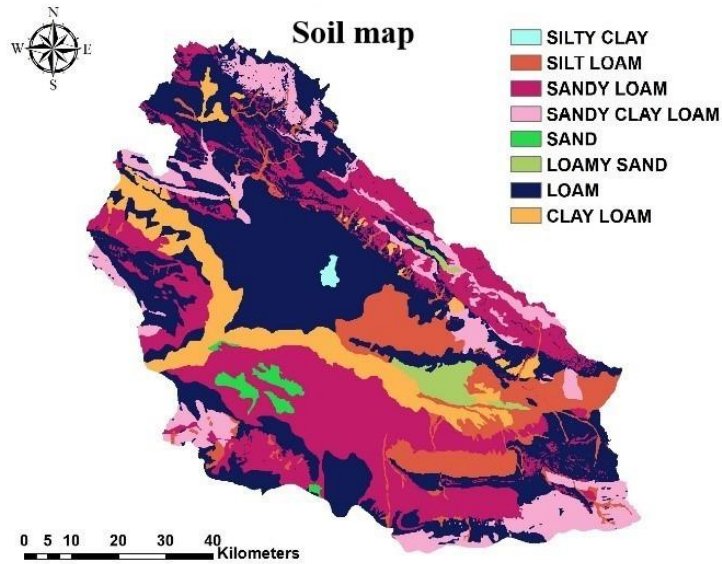 Soil map
N
W E
S
SILTY CLAY
SILT LOAM
SANDY LOAM
SANDY CLAY LOAM
SAND
LOAMY SAND
LOAM
CLAY LOAM
0 5 10 20 30 40
Kilometers